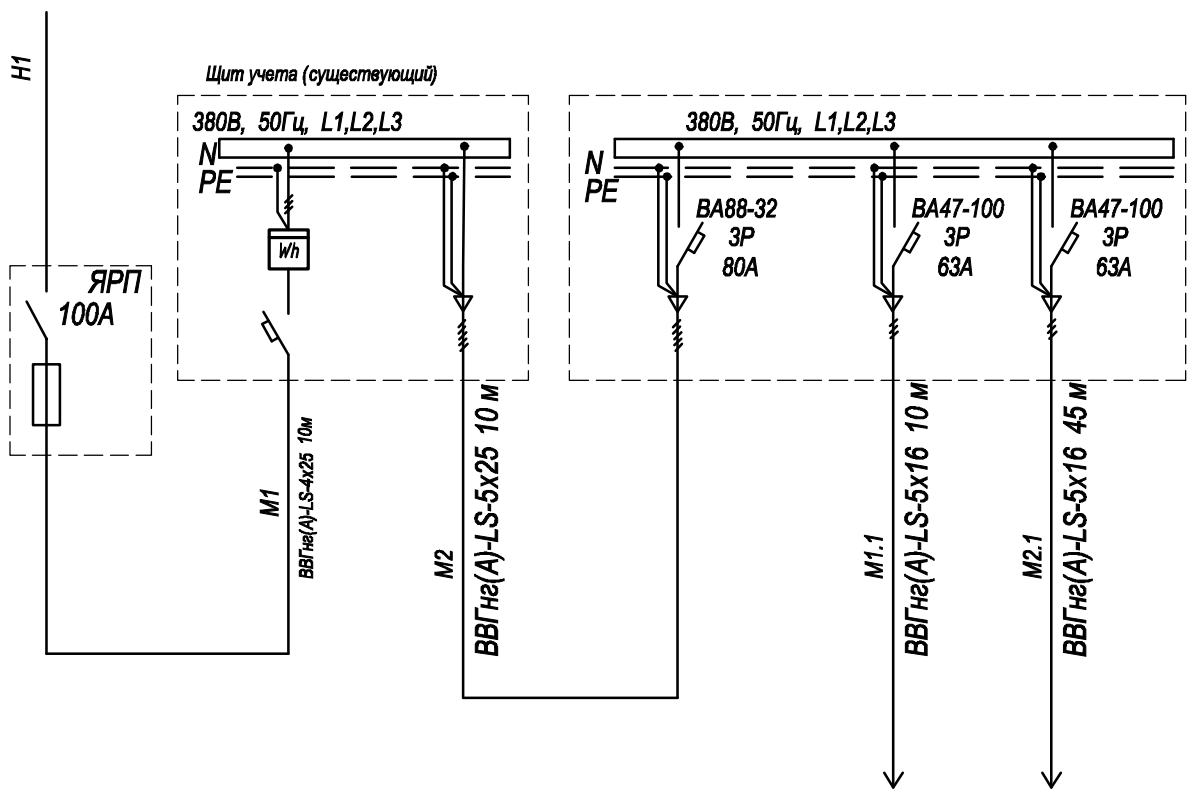 Н1
ЯРП
100А
Щит учета (существующий)
380В, 50Гц, L1,L2,L3
N
PE
Wh
М1
ВВГнг(А)-LS-4х25 10м
М2
ВВГнг(А)-LS-5х25 10 м
380В, 50Гц, L1,L2,L3
N
PE
ВА88-32
3Р
80А
ВА47-100
3Р
63А
ВА47-100
3Р
63А
М1.1
ВВГнг(А)-LS-5х16 10 м
М2.1
ВВГнг(А)-LS-5х16 45 м